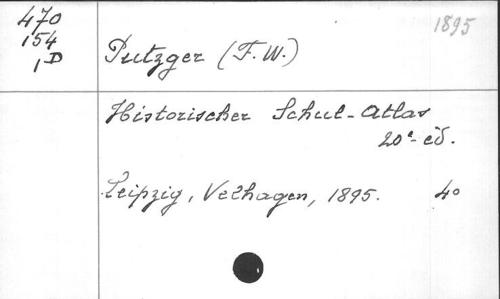 470
154
1D
1895
Putzger (F.W.)
Historischer Schul-Atlas
20e-éd.
Leipzig, Velhagen, 1895. 4o